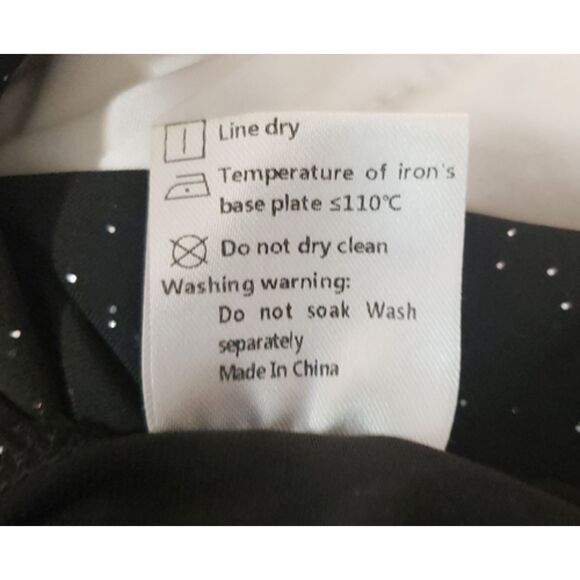 Line dry
Temperature of iron's
base plate ≤110℃
Do not dry clean
Washing warning:
Do not soak Wash
separately
Made In China